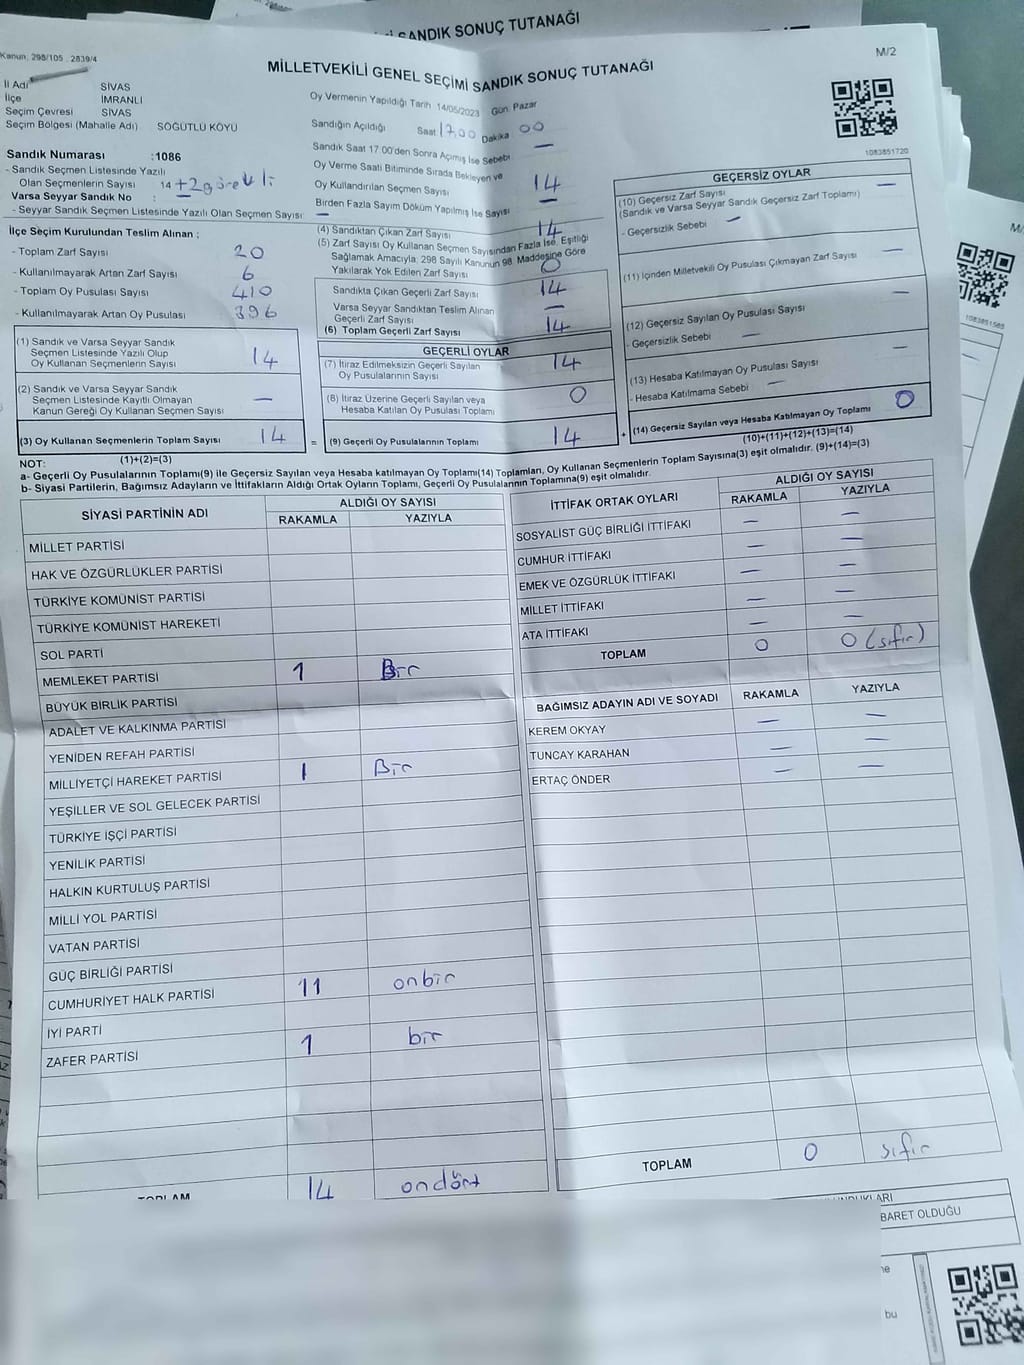 SANDIK SONUÇ TUTANAĞI
Kanun: 298/105 , 2839/4
M/2
MİLLETVEKİLİ GENEL SEÇİMİ SANDIK SONUÇ TUTANAĞI
İl Adı SİVAS
İlçe İMRANLI
Seçim Çevresi SİVAS
Seçim Bölgesi (Mahalle Adı) SÖĞÜTLÜ KÖYÜ
Sandık Numarası :1086
- Sandık Seçmen Listesinde Yazılı
Olan Seçmenlerin Sayısı 14 +2 görevli
Varsa Seyyar Sandık No : —
- Seyyar Sandık Seçmen Listesinde Yazılı Olan Seçmen Sayısı: —
İlçe Seçim Kurulundan Teslim Alınan :
- Toplam Zarf Sayısı 20
- Kullanılmayarak Artan Zarf Sayısı 6
- Toplam Oy Pusulası Sayısı 410
- Kullanılmayarak Artan Oy Pusulası 396
(1) Sandık ve Varsa Seyyar Sandık
Seçmen Listesinde Yazılı Olup
Oy Kullanan Seçmenlerin Sayısı 14
(2) Sandık ve Varsa Seyyar Sandık
Seçmen Listesinde Kayıtlı Olmayan
Kanun Gereği Oy Kullanan Seçmen Sayısı —
(3) Oy Kullanan Seçmenlerin Toplam Sayısı 14
(1)+(2)=(3)
Oy Vermenin Yapıldığı Tarih 14/05/2023 Gün: Pazar
Sandığın Açıldığı Saat 17.00 Dakika 00
Sandık Saat 17.00'den Sonra Açımış İse Sebebi —
Oy Verme Saati Bitiminde Sırada Bekleyen ve
Oy Kullandırılan Seçmen Sayısı 14
Birden Fazla Sayım Döküm Yapılmış İse Sayısı —
(4) Sandıktan Çıkan Zarf Sayısı 14
(5) Zarf Sayısı Oy Kullanan Seçmen Sayısından Fazla İse, Eşitliği
Sağlamak Amacıyla; 298 Sayılı Kanunun 98. Maddesine Göre
Yakılarak Yok Edilen Zarf Sayısı 0
Sandıkta Çıkan Geçerli Zarf Sayısı 14
Varsa Seyyar Sandıktan Teslim Alınan
Geçerli Zarf Sayısı —
(6) Toplam Geçerli Zarf Sayısı 14
GEÇERLİ OYLAR
(7) İtiraz Edilmeksizin Geçerli Sayılan
Oy Pusulalarının Sayısı 14
(8) İtiraz Üzerine Geçerli Sayılan veya
Hesaba Katılan Oy Pusulası Toplamı 0
= (9) Geçerli Oy Pusulalarının Toplamı 14
1083851720
GEÇERSİZ OYLAR
(10) Geçersiz Zarf Sayısı —
(Sandık ve Varsa Seyyar Sandık Geçersiz Zarf Toplamı)
- Geçersizlik Sebebi —
(11) İçinden Milletvekili Oy Pusulası Çıkmayan Zarf Sayısı —
(12) Geçersiz Sayılan Oy Pusulası Sayısı —
- Geçersizlik Sebebi —
(13) Hesaba Katılmayan Oy Pusulası Sayısı —
- Hesaba Katılmama Sebebi —
+ (14) Geçersiz Sayılan veya Hesaba Katılmayan Oy Toplamı 0
(10)+(11)+(12)+(13)=(14)
NOT:
a- Geçerli Oy Pusulalarının Toplamı(9) ile Geçersiz Sayılan veya Hesaba katılmayan Oy Toplamı(14) Toplamları, Oy Kullanan Seçmenlerin Toplam Sayısına(3) eşit olmalıdır. (9)+(14)=(3)
b- Siyasi Partilerin, Bağımsız Adayların ve İttifakların Aldığı Ortak Oyların Toplamı, Geçerli Oy Pusulalarının Toplamına(9) eşit olmalıdır.
SİYASİ PARTİNİN ADI ALDIĞI OY SAYISI
RAKAMLA YAZIYLA
MİLLET PARTİSİ
HAK VE ÖZGÜRLÜKLER PARTİSİ
TÜRKİYE KOMÜNİST PARTİSİ
TÜRKİYE KOMÜNİST HAREKETİ
SOL PARTİ
MEMLEKET PARTİSİ 1 Bir
BÜYÜK BİRLİK PARTİSİ
ADALET VE KALKINMA PARTİSİ
YENİDEN REFAH PARTİSİ
MİLLİYETÇİ HAREKET PARTİSİ 1 Bir
YEŞİLLER VE SOL GELECEK PARTİSİ
TÜRKİYE İŞÇİ PARTİSİ
YENİLİK PARTİSİ
HALKIN KURTULUŞ PARTİSİ
MİLLİ YOL PARTİSİ
VATAN PARTİSİ
GÜÇ BİRLİĞİ PARTİSİ
CUMHURİYET HALK PARTİSİ 11 onbir
İYİ PARTİ
ZAFER PARTİSİ 1 bir
TOPLAM 14 ondört
İTTİFAK ORTAK OYLARI ALDIĞI OY SAYISI
RAKAMLA YAZIYLA
SOSYALİST GÜÇ BİRLİĞİ İTTİFAKI — —
CUMHUR İTTİFAKI — —
EMEK VE ÖZGÜRLÜK İTTİFAKI — —
MİLLET İTTİFAKI — —
ATA İTTİFAKI — —
TOPLAM 0 0 (sıfır)
BAĞIMSIZ ADAYIN ADI VE SOYADI RAKAMLA YAZIYLA
KEREM OKYAY — —
TUNCAY KARAHAN — —
ERTAÇ ÖNDER — —
TOPLAM 0 sıfır
BARET OLDUĞU
bu